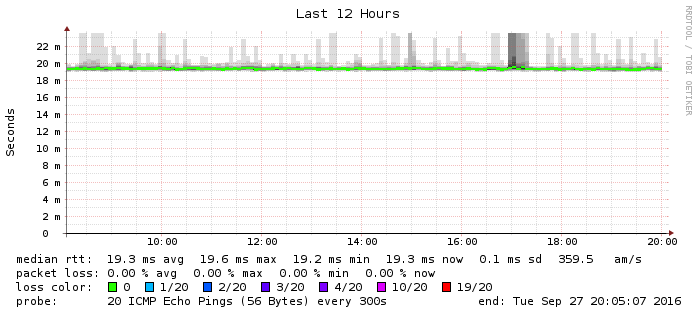 Last 12 Hours
RRDTOOL / TOBI OETIKER
Seconds
22 m
20 m
18 m
16 m
14 m
12 m
10 m
8 m
6 m
4 m
2 m
0
10:00 12:00 14:00 16:00 18:00 20:00
median rtt: 19.3 ms avg 19.6 ms max 19.2 ms min 19.3 ms now 0.1 ms sd 359.5 am/s
packet loss: 0.00 % avg 0.00 % max 0.00 % min 0.00 % now
loss color: 0 1/20 2/20 3/20 4/20 10/20 19/20
probe: 20 ICMP Echo Pings (56 Bytes) every 300s end: Tue Sep 27 20:05:07 2016